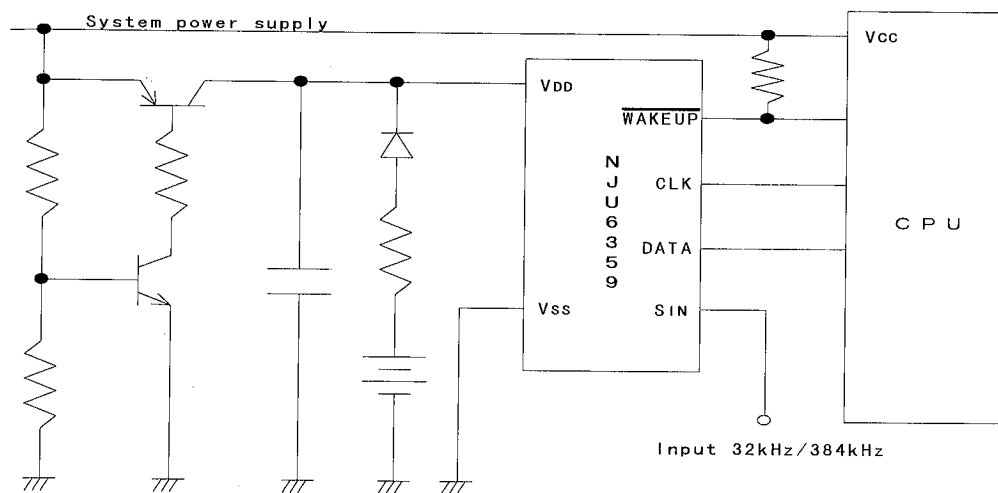 System power supply
VDD
VSS
NJU6359
WAKEUP
CLK
DATA
SIN
Vcc
CPU
Input 32kHz/384kHz